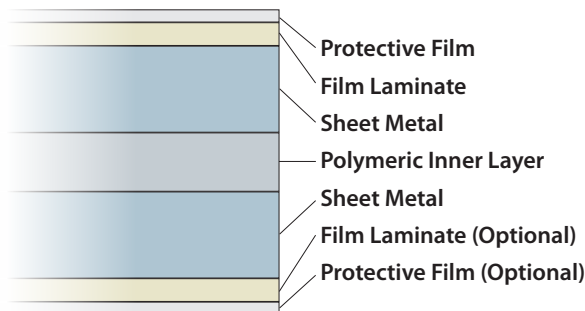 Protective Film
Film Laminate
Sheet Metal
Polymeric Inner Layer
Sheet Metal
Film Laminate (Optional)
Protective Film (Optional)